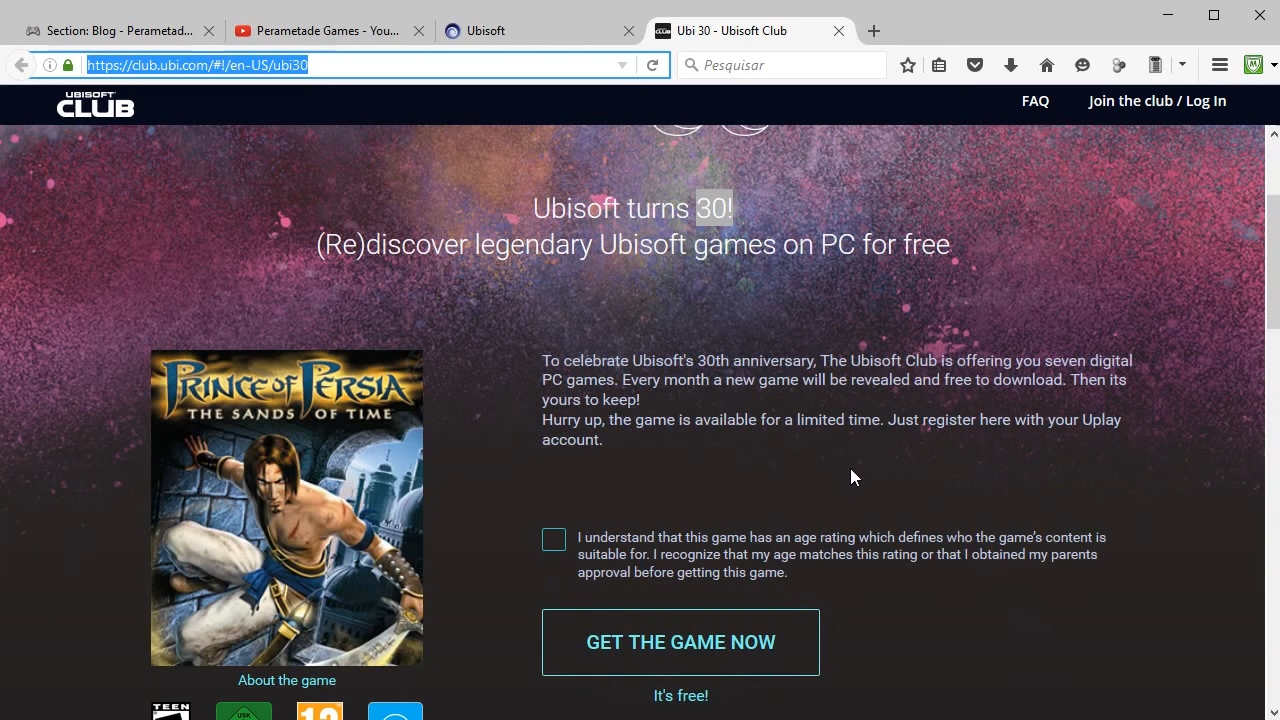 Section: Blog - Perametad...
Perametade Games - You...
Ubisoft
Ubi 30 - Ubisoft Club
https://club.ubi.com/#!/en-US/ubi30
Pesquisar
UBISOFT
CLUB
FAQ
Join the club / Log In
Ubisoft turns 30!
(Re)discover legendary Ubisoft games on PC for free
PRINCE OF PERSIA
THE SANDS OF TIME
To celebrate Ubisoft's 30th anniversary, The Ubisoft Club is offering you seven digital
PC games. Every month a new game will be revealed and free to download. Then its
yours to keep!
Hurry up, the game is available for a limited time. Just register here with your Uplay
account.
I understand that this game has an age rating which defines who the game's content is
suitable for. I recognize that my age matches this rating or that I obtained my parents
approval before getting this game.
GET THE GAME NOW
It's free!
About the game
TEEN
USK
12